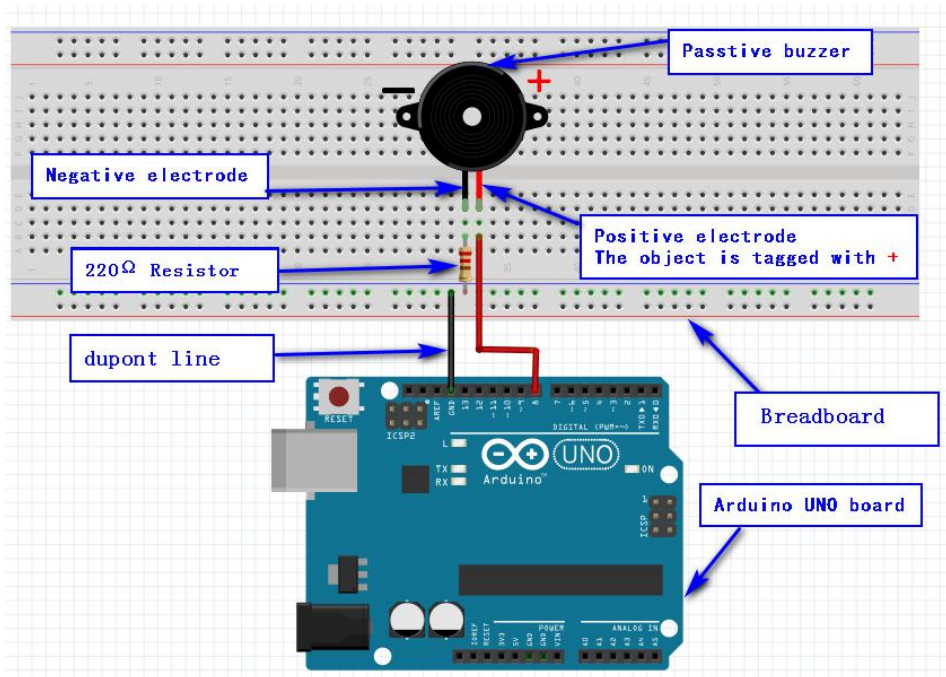 Passtive buzzer
Negative electrode
Positive electrode
The object is tagged with +
220Ω Resistor
dupont line
Breadboard
Arduino UNO board
RESET
ICSP2
AREF
GND
13
12
~11
~10
~9
8
7
~6
~5
4
~3
2
TXD▶1
RXD◀0
DIGITAL (PWM=~)
L
TX
RX
Arduino™
UNO
ON
1
ICSP
IOREF
RESET
3V3
5V
GND
GND
VIN
POWER
ANALOG IN
A0
A1
A2
A3
A4
A5